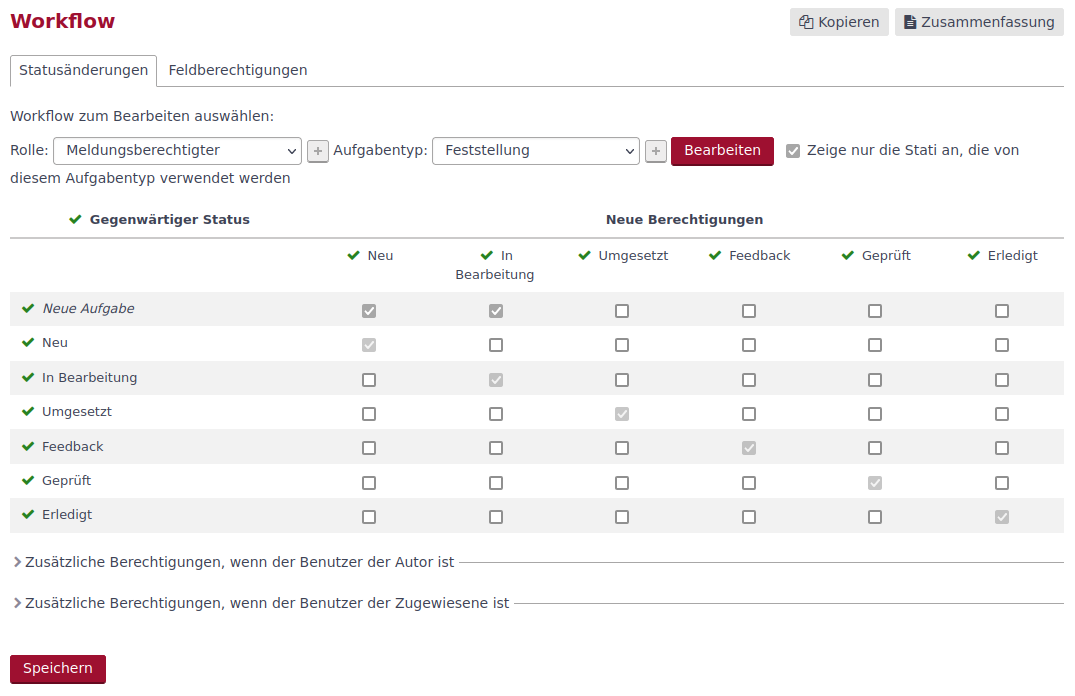 Workflow
Kopieren
Zusammenfassung
Statusänderungen
Feldberechtigungen
Workflow zum Bearbeiten auswählen:
Rolle: Meldungsberechtigter + Aufgabentyp: Feststellung + Bearbeiten Zeige nur die Stati an, die von
diesem Aufgabentyp verwendet werden
Gegenwärtiger Status Neue Berechtigungen
Neu In Umgesetzt Feedback Geprüft Erledigt
Bearbeitung
Neue Aufgabe
Neu
In Bearbeitung
Umgesetzt
Feedback
Geprüft
Erledigt
Zusätzliche Berechtigungen, wenn der Benutzer der Autor ist
Zusätzliche Berechtigungen, wenn der Benutzer der Zugewiesene ist
Speichern